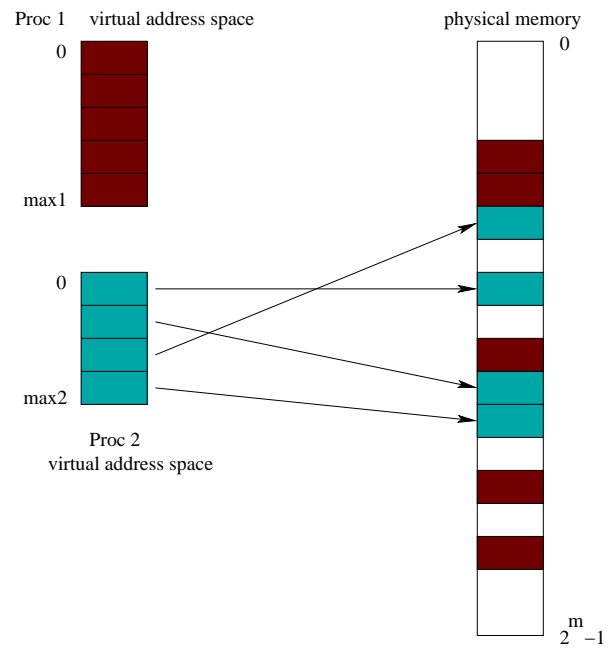 Proc 1 virtual address space
physical memory
0
0
max1
0
max2
Proc 2
virtual address space
2^m −1